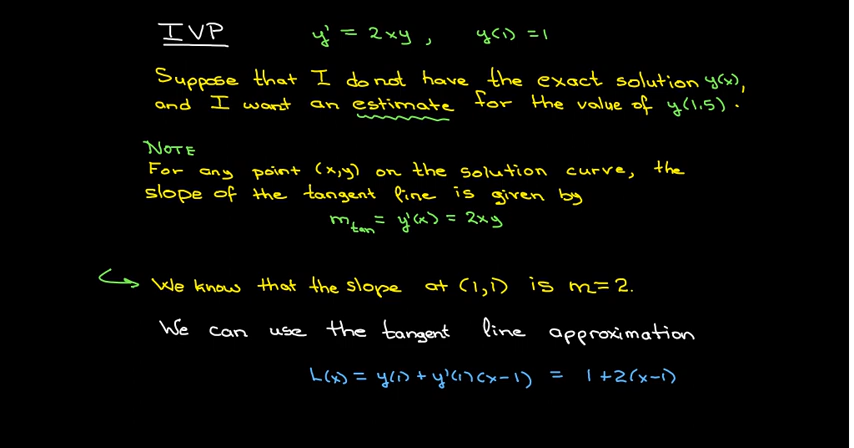 IVP y' = 2xy, y(1) = 1
Suppose that I do not have the exact solution y(x),
and I want an estimate for the value of y(1.5).
NOTE
For any point (x,y) on the solution curve, the
slope of the tangent line is given by
m_tan = y'(x) = 2xy
↪ We know that the slope at (1,1) is m = 2.
We can use the tangent line approximation
L(x) = y(1) + y'(1)(x-1) = 1 + 2(x-1)